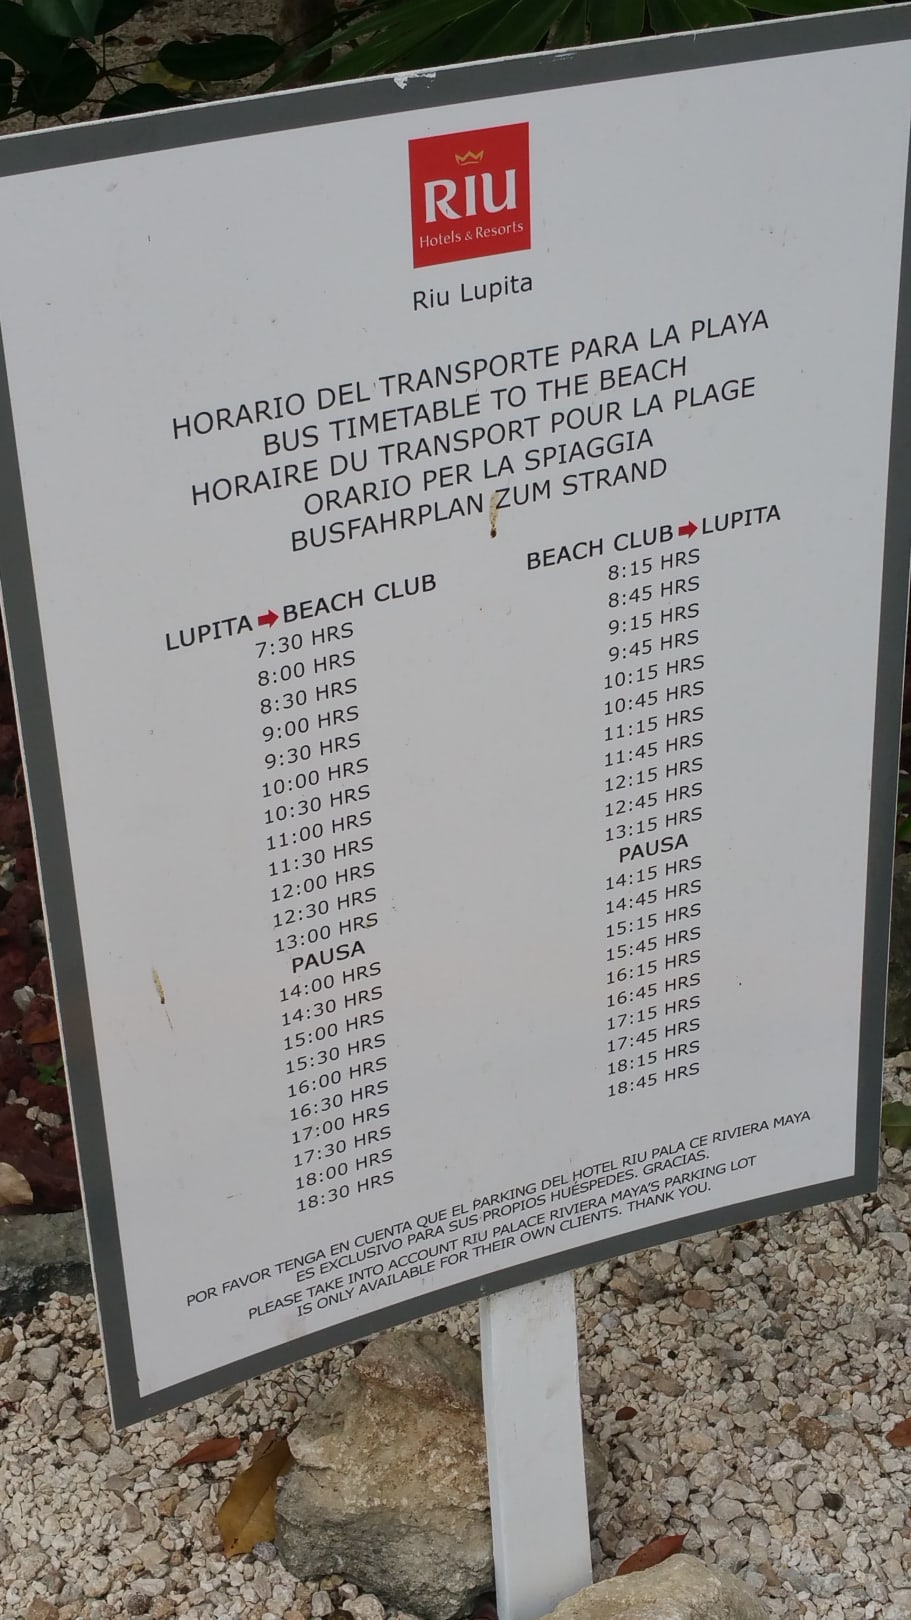 RIU
Hotels & Resorts
Riu Lupita
HORARIO DEL TRANSPORTE PARA LA PLAYA
BUS TIMETABLE TO THE BEACH
HORAIRE DU TRANSPORT POUR LA PLAGE
ORARIO PER LA SPIAGGIA
BUSFAHRPLAN ZUM STRAND
LUPITA ➡ BEACH CLUB
7:30 HRS
8:00 HRS
8:30 HRS
9:00 HRS
9:30 HRS
10:00 HRS
10:30 HRS
11:00 HRS
11:30 HRS
12:00 HRS
12:30 HRS
13:00 HRS
PAUSA
14:00 HRS
14:30 HRS
15:00 HRS
15:30 HRS
16:00 HRS
16:30 HRS
17:00 HRS
17:30 HRS
18:00 HRS
18:30 HRS
BEACH CLUB ➡ LUPITA
8:15 HRS
8:45 HRS
9:15 HRS
9:45 HRS
10:15 HRS
10:45 HRS
11:15 HRS
11:45 HRS
12:15 HRS
12:45 HRS
13:15 HRS
PAUSA
14:15 HRS
14:45 HRS
15:15 HRS
15:45 HRS
16:15 HRS
16:45 HRS
17:15 HRS
17:45 HRS
18:15 HRS
18:45 HRS
POR FAVOR TENGA EN CUENTA QUE EL PARKING DEL HOTEL RIU PALA CE RIVIERA MAYA
ES EXCLUSIVO PARA SUS PROPIOS HUÉSPEDES. GRACIAS.
PLEASE TAKE INTO ACCOUNT RIU PALACE RIVIERA MAYA'S PARKING LOT
IS ONLY AVAILABLE FOR THEIR OWN CLIENTS. THANK YOU.